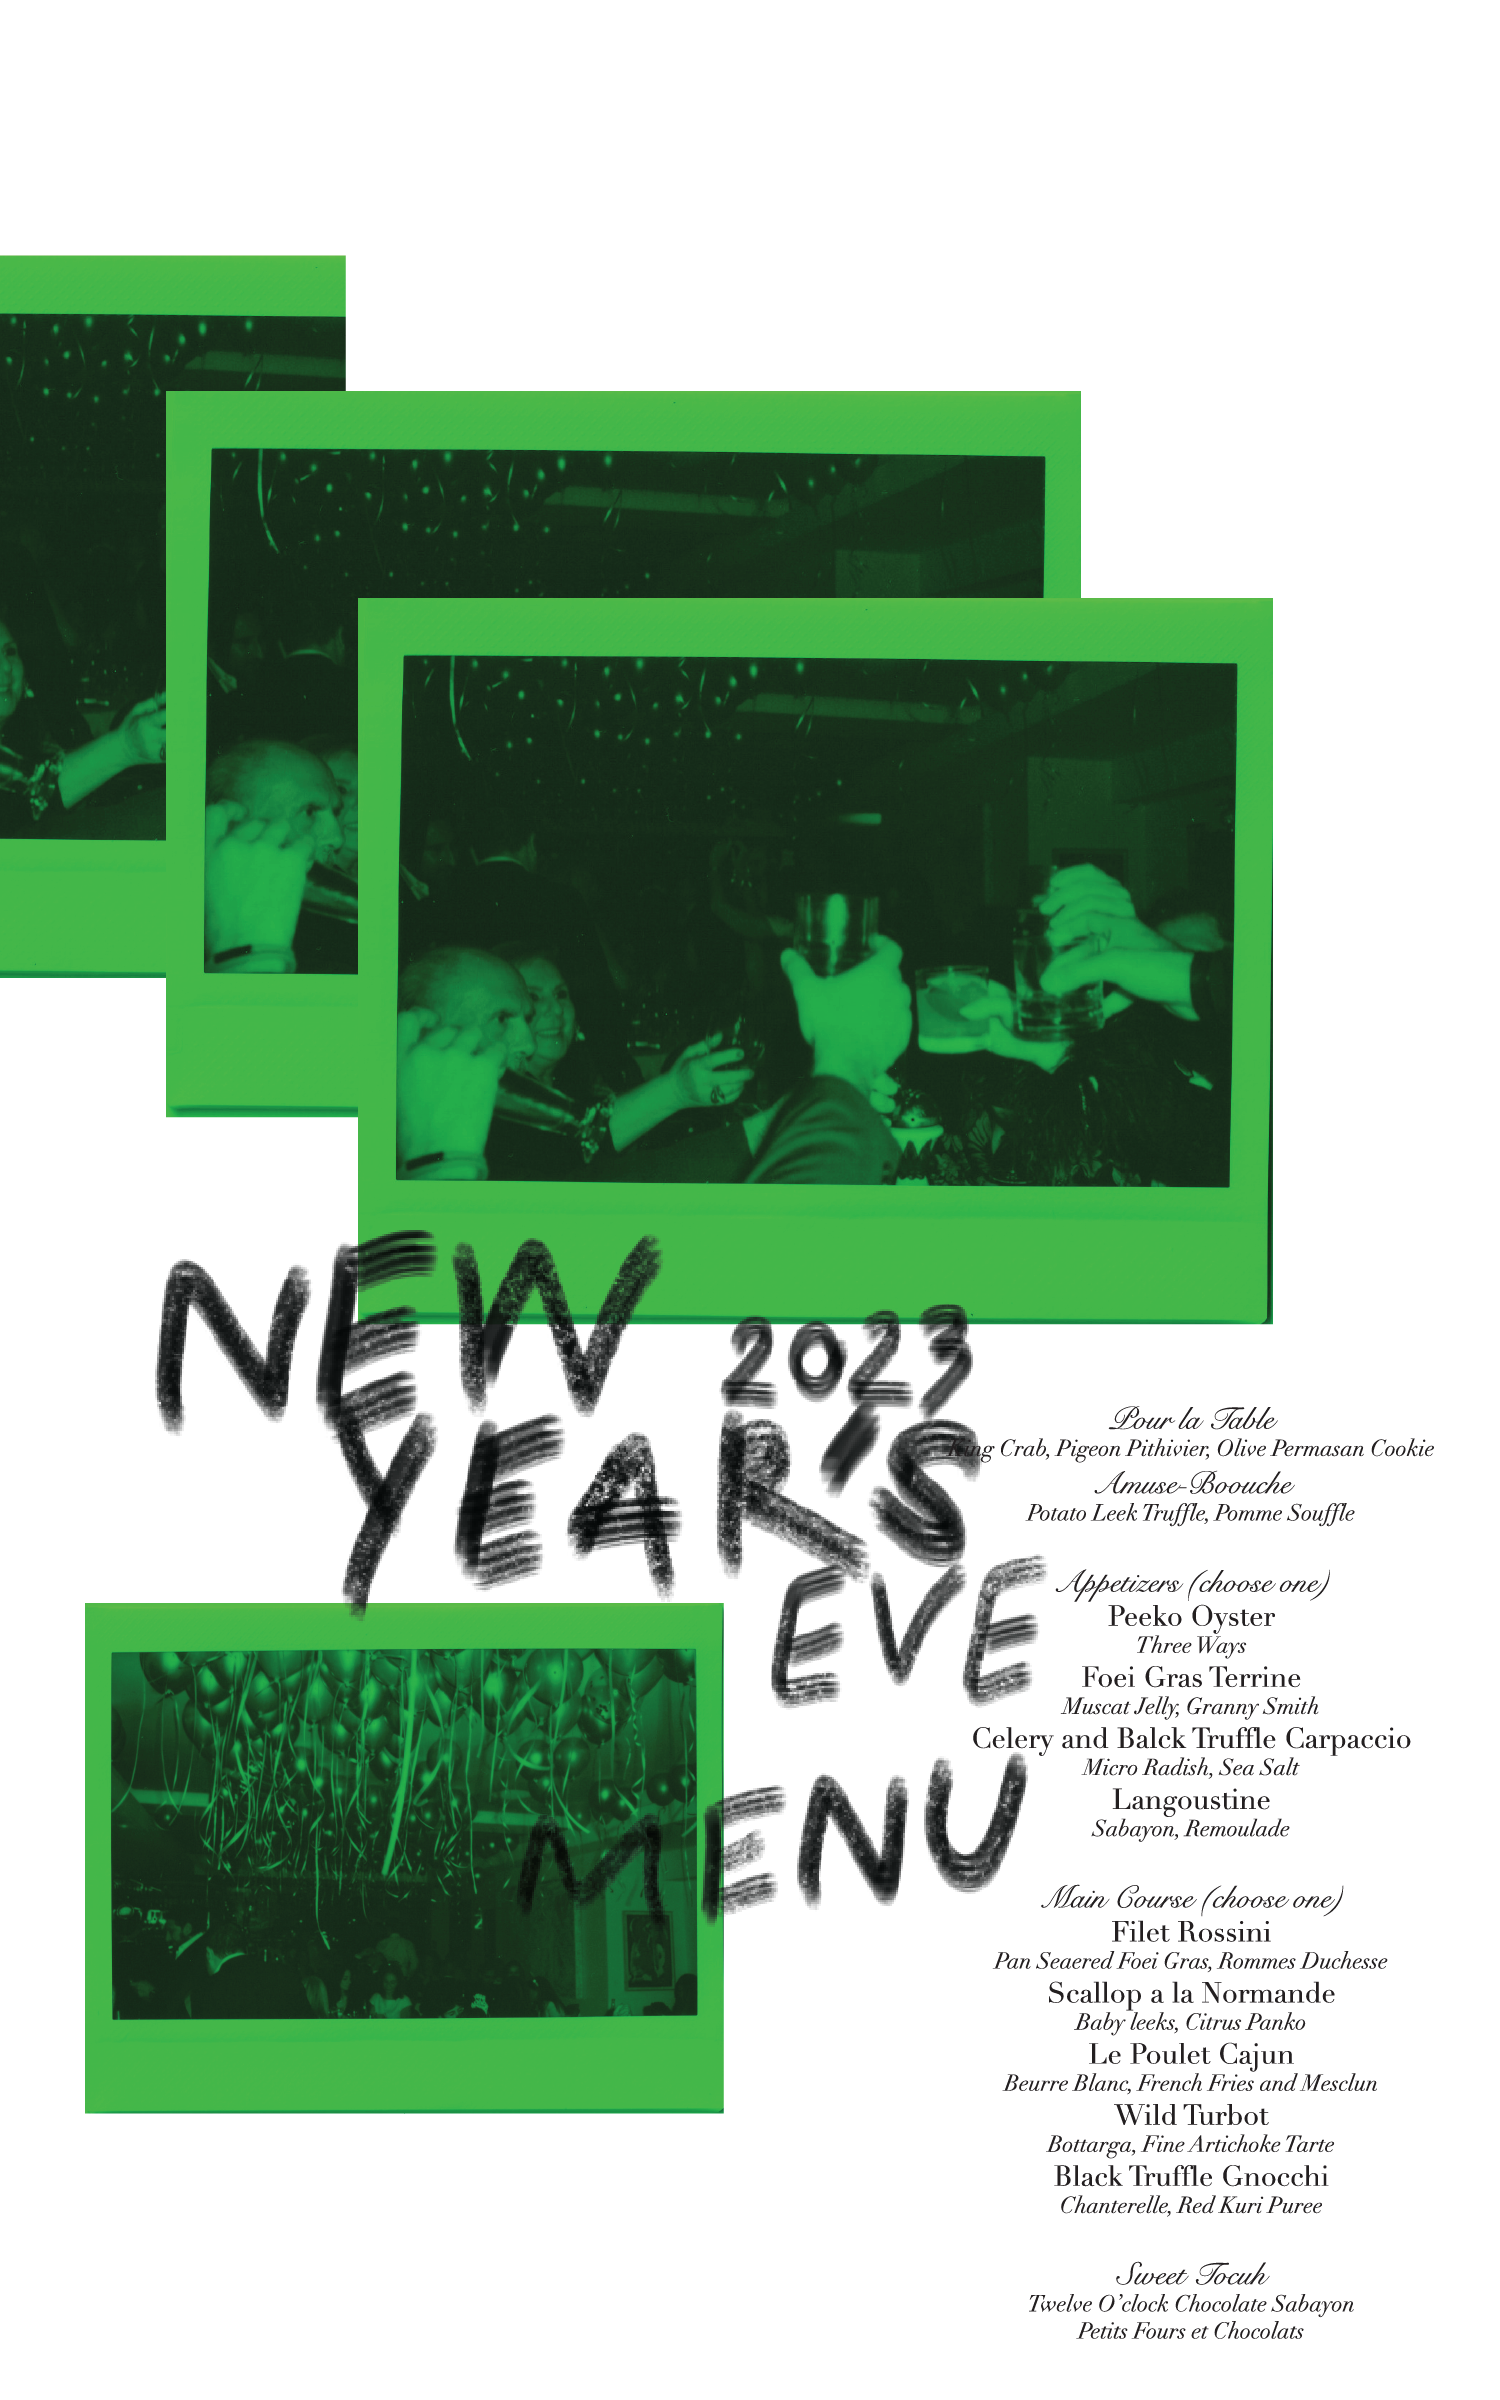 NEW
2023
YEAR'S
EVE
MENU
Pour la Table
King Crab, Pigeon Pithivier, Olive Permasan Cookie
Amuse-Boouche
Potato Leek Truffle, Pomme Souffle
Appetizers (choose one)
Peeko Oyster
Three Ways
Foei Gras Terrine
Muscat Jelly, Granny Smith
Celery and Balck Truffle Carpaccio
Micro Radish, Sea Salt
Langoustine
Sabayon, Remoulade
Main Course (choose one)
Filet Rossini
Pan Seaered Foei Gras, Rommes Duchesse
Scallop a la Normande
Baby leeks, Citrus Panko
Le Poulet Cajun
Beurre Blanc, French Fries and Mesclun
Wild Turbot
Bottarga, Fine Artichoke Tarte
Black Truffle Gnocchi
Chanterelle, Red Kuri Puree
Sweet Tocuh
Twelve O'clock Chocolate Sabayon
Petits Fours et Chocolats